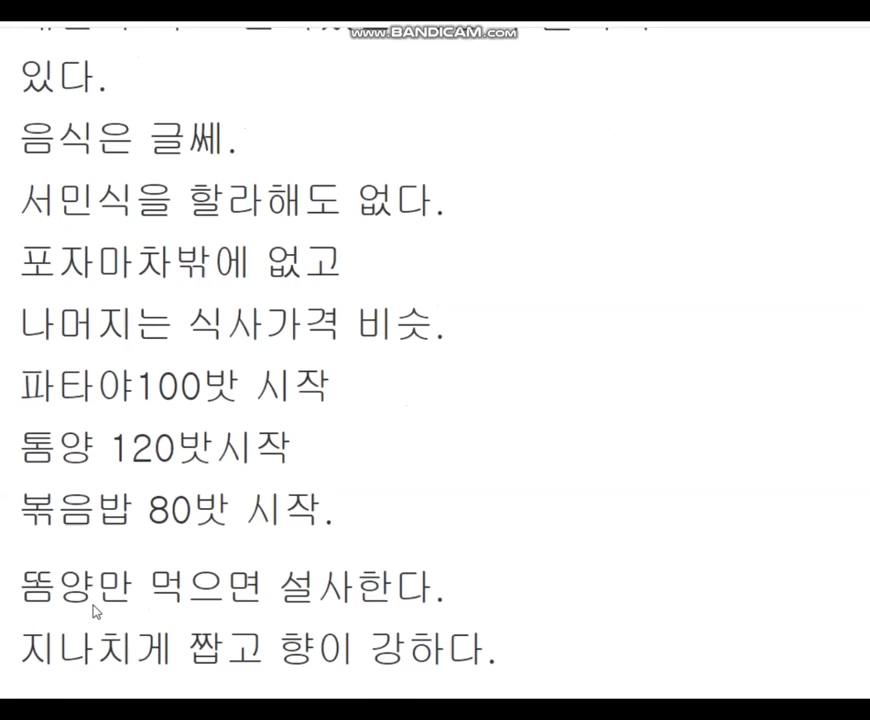 www.BANDICAM.com
있다.
음식은 글쎄.
서민식을 할라해도 없다.
포자마차밖에 없고
나머지는 식사가격 비슷.
파타야100밧 시작
톰양 120밧시작
볶음밥 80밧 시작.
똠양만 먹으면 설사한다.
지나치게 짭고 향이 강하다.